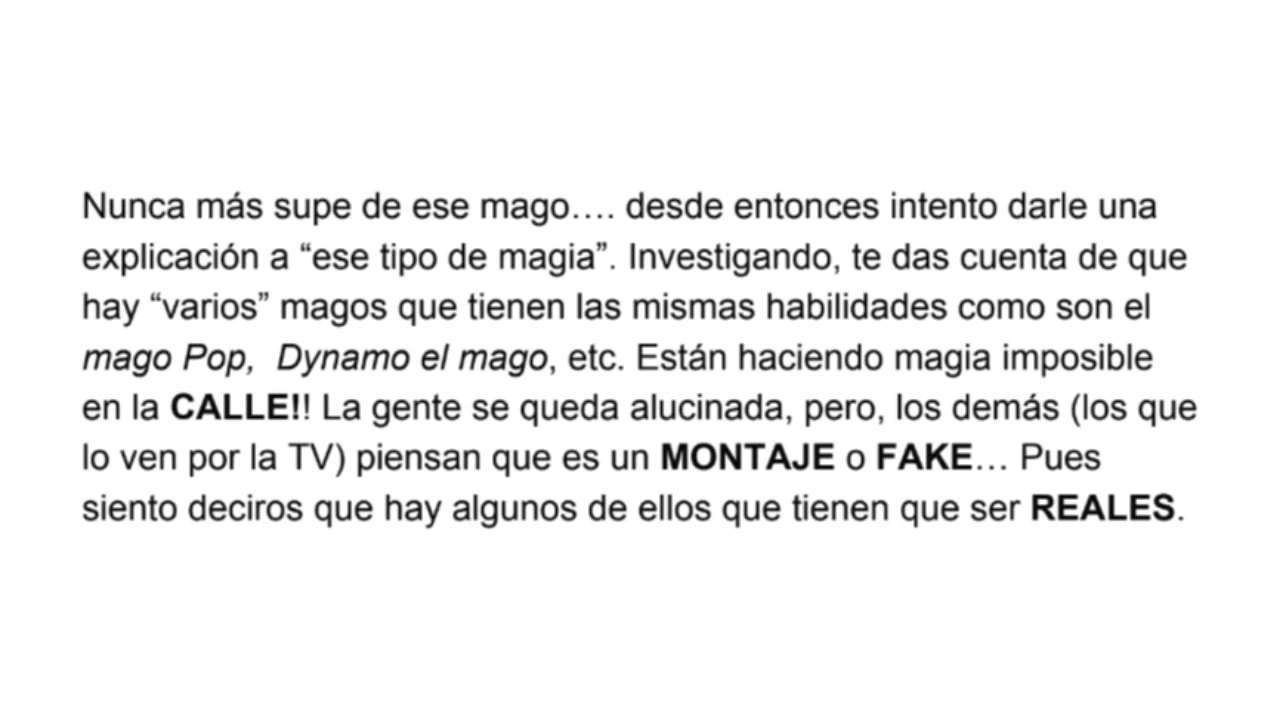 Nunca más supe de ese mago…. desde entonces intento darle una
explicación a “ese tipo de magia”. Investigando, te das cuenta de que
hay “varios” magos que tienen las mismas habilidades como son el
mago Pop,  Dynamo el mago, etc. Están haciendo magia imposible
en la CALLE!! La gente se queda alucinada, pero, los demás (los que
lo ven por la TV) piensan que es un MONTAJE o FAKE… Pues
siento deciros que hay algunos de ellos que tienen que ser REALES.